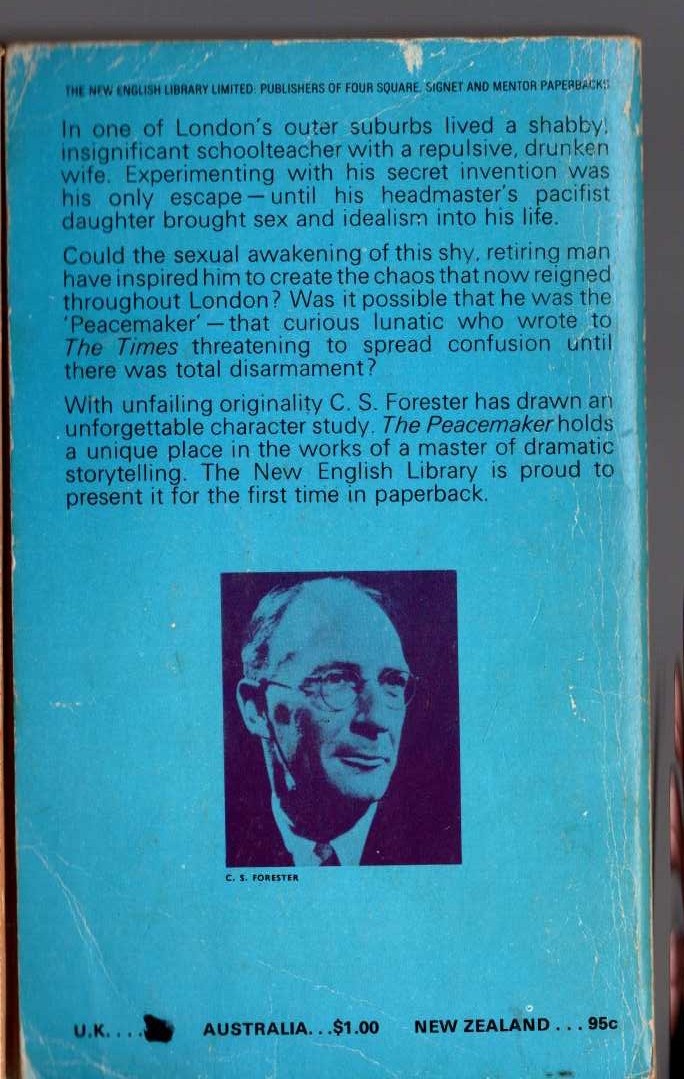 THE NEW ENGLISH LIBRARY LIMITED: PUBLISHERS OF FOUR SQUARE, SIGNET AND MENTOR PAPERBACKS
In one of London's outer suburbs lived a shabby,
insignificant schoolteacher with a repulsive, drunken
wife. Experimenting with his secret invention was
his only escape — until his headmaster's pacifist
daughter brought sex and idealism into his life.
Could the sexual awakening of this shy, retiring man
have inspired him to create the chaos that now reigned
throughout London? Was it possible that he was the
'Peacemaker' — that curious lunatic who wrote to
The Times threatening to spread confusion until
there was total disarmament?
With unfailing originality C. S. Forester has drawn an
unforgettable character study. The Peacemaker holds
a unique place in the works of a master of dramatic
storytelling. The New English Library is proud to
present it for the first time in paperback.
C. S. FORESTER
U.K. . . . AUSTRALIA. . .$1.00 NEW ZEALAND . . . 95c